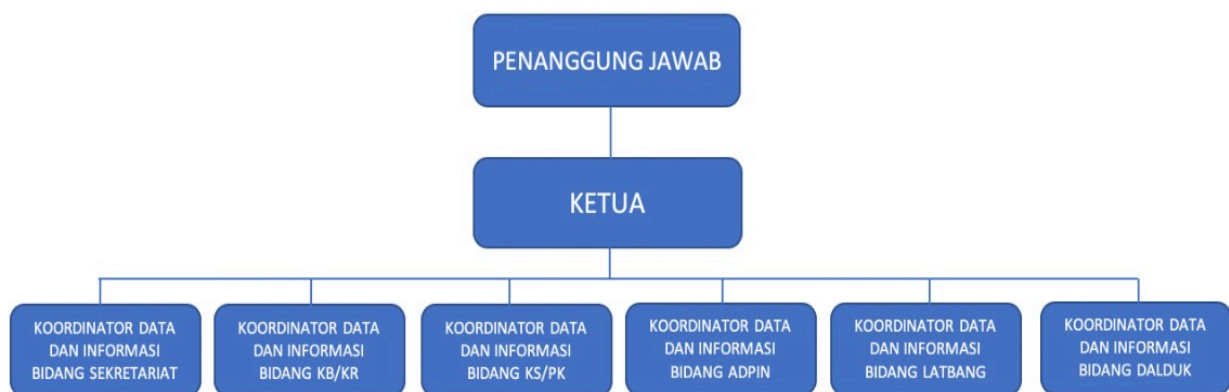 PENANGGUNG JAWAB
KETUA
KOORDINATOR DATA
DAN INFORMASI
BIDANG SEKRETARIAT
KOORDINATOR DATA
DAN INFORMASI
BIDANG KB/KR
KOORDINATOR DATA
DAN INFORMASI
BIDANG KS/PK
KOORDINATOR DATA
DAN INFORMASI
BIDANG ADPIN
KOORDINATOR DATA
DAN INFORMASI
BIDANG LATBANG
KOORDINATOR DATA
DAN INFORMASI
BIDANG DALDUK